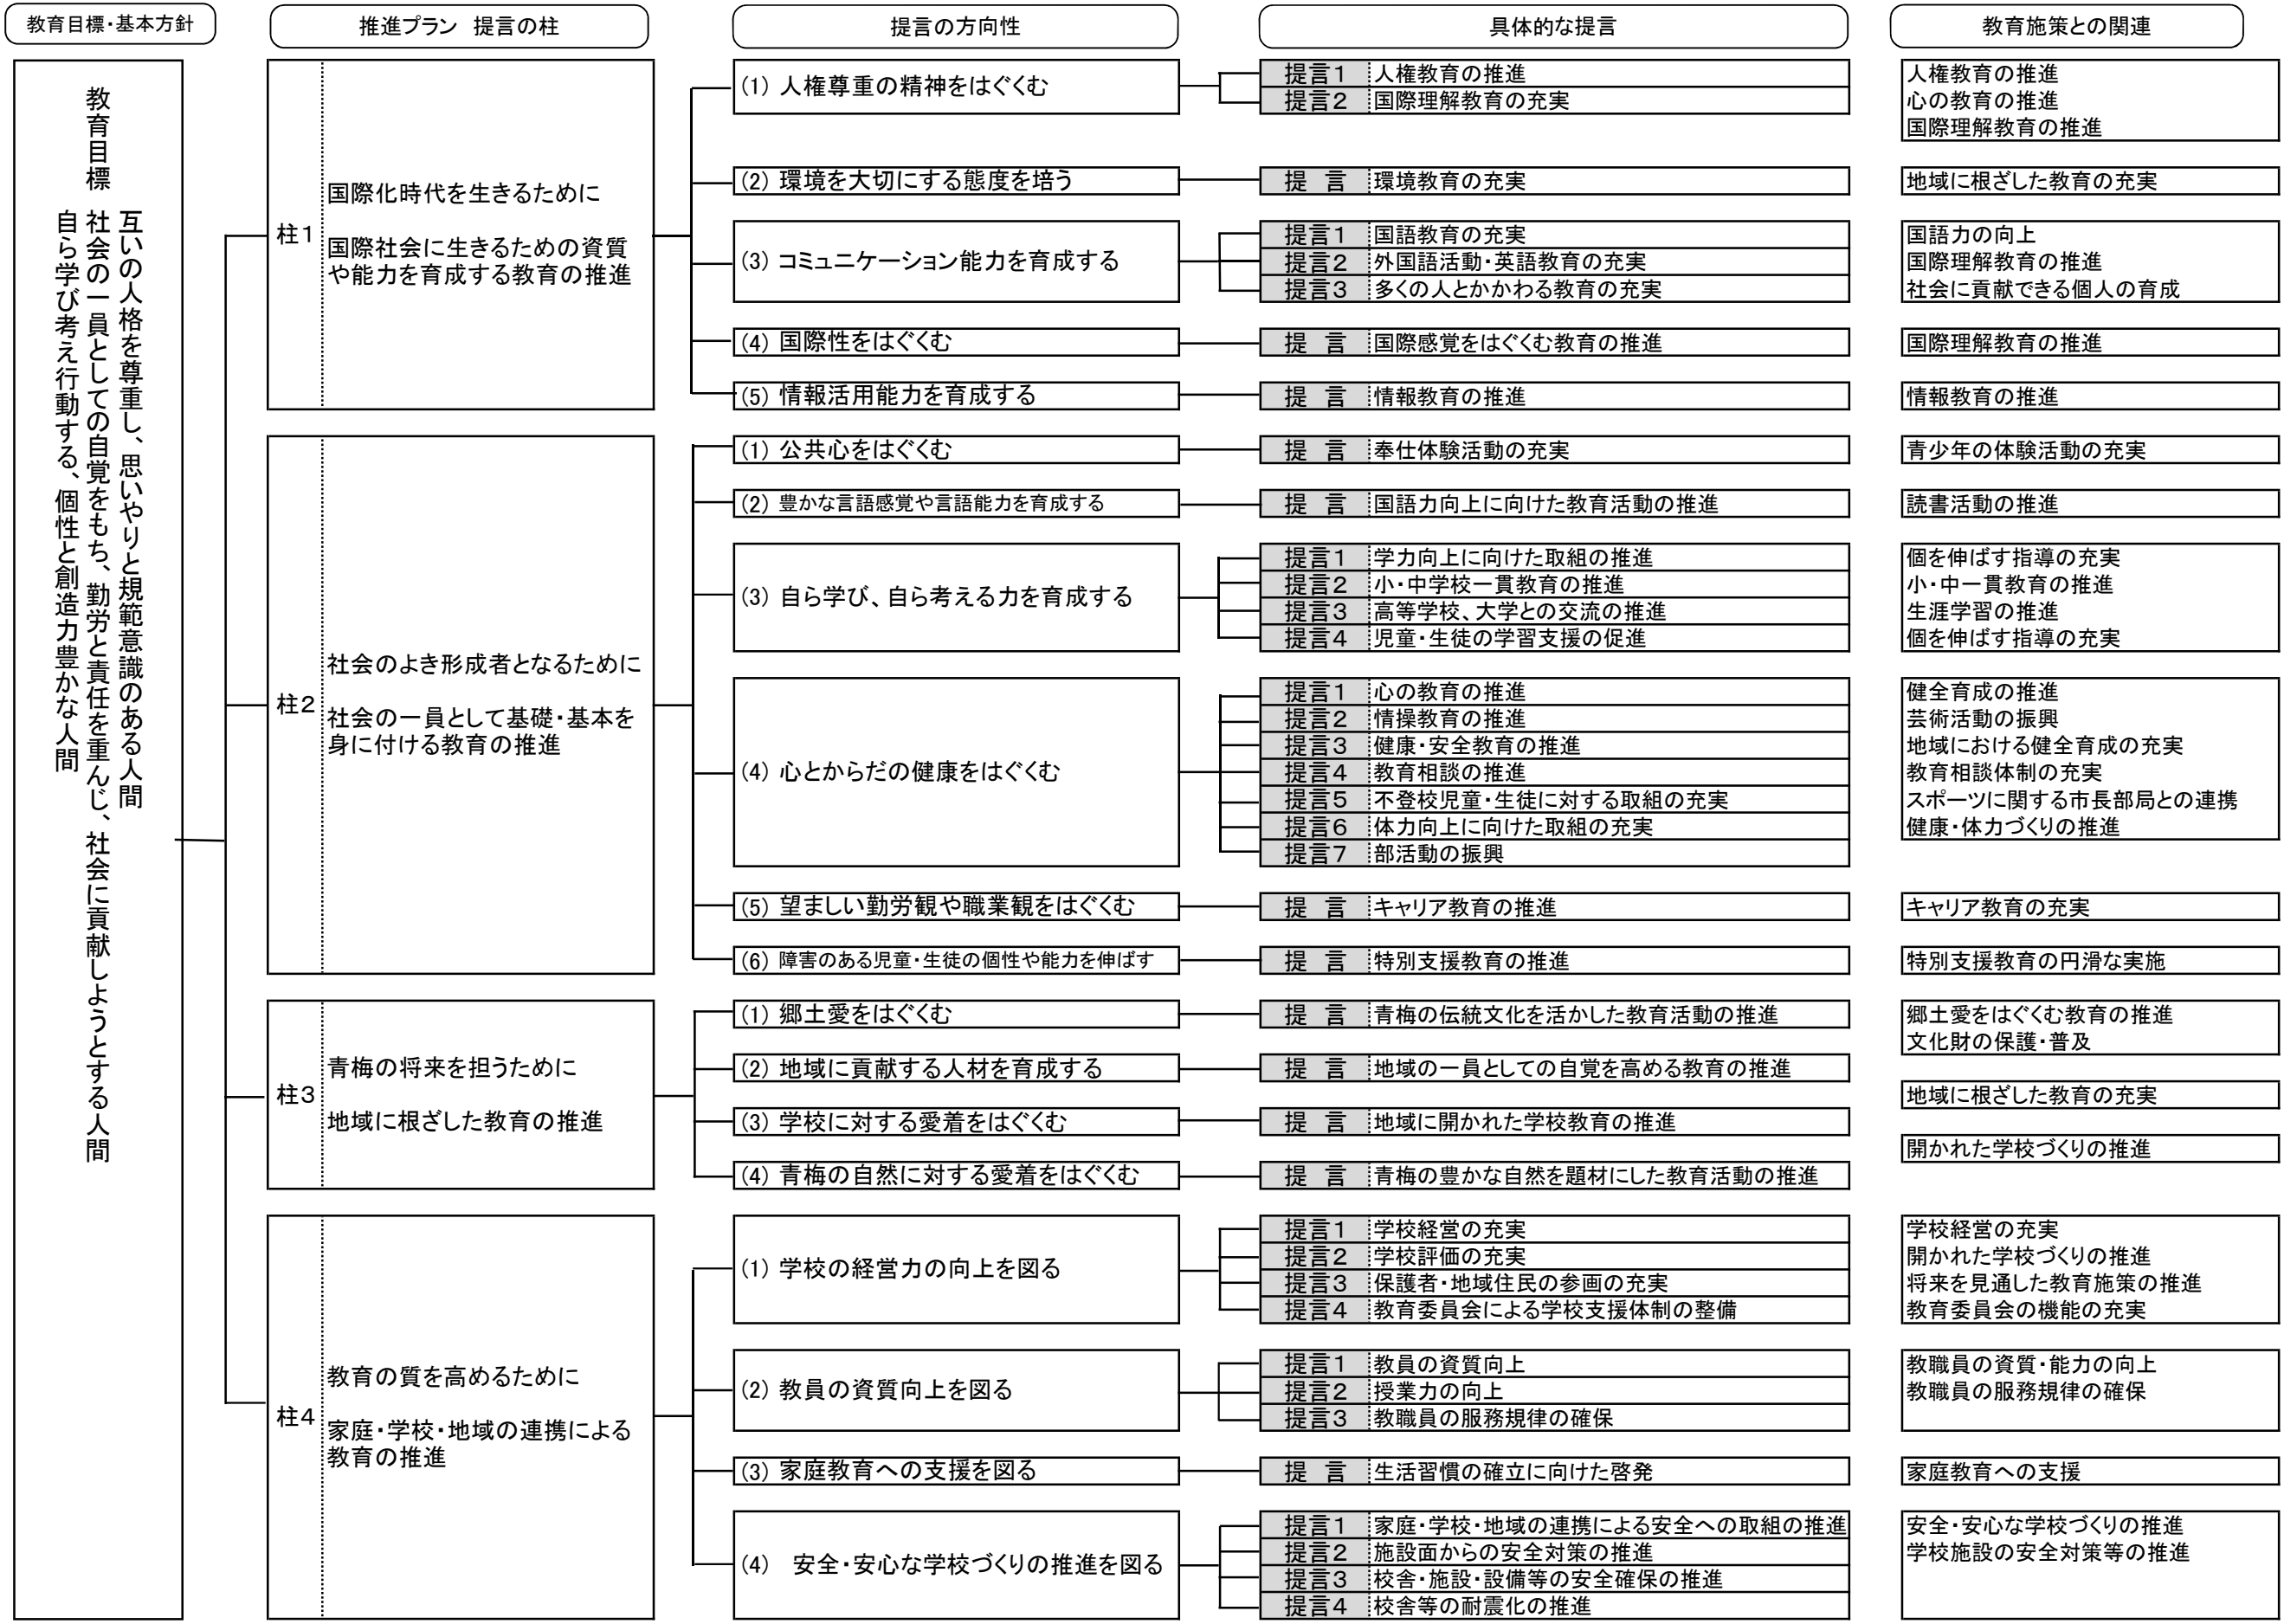 教育目標・基本方針
推進プラン 提言の柱
提言の方向性
具体的な提言
教育施策との関連
教育目標
互いの人格を尊重し、思いやりと規範意識のある人間
社会の一員としての自覚をもち、勤労と責任を重んじ、社会に貢献しようとする人間
自ら学び考え行動する、個性と創造力豊かな人間
柱1
国際化時代を生きるために
国際社会に生きるための資質
や能力を育成する教育の推進
(1) 人権尊重の精神をはぐくむ
提言1 人権教育の推進
提言2 国際理解教育の充実
人権教育の推進
心の教育の推進
国際理解教育の推進
(2) 環境を大切にする態度を培う
提 言 環境教育の充実
地域に根ざした教育の充実
(3) コミュニケーション能力を育成する
提言1 国語教育の充実
提言2 外国語活動・英語教育の充実
提言3 多くの人とかかわる教育の充実
国語力の向上
国際理解教育の推進
社会に貢献できる個人の育成
(4) 国際性をはぐくむ
提 言 国際感覚をはぐくむ教育の推進
国際理解教育の推進
(5) 情報活用能力を育成する
提 言 情報教育の推進
情報教育の推進
柱2
社会のよき形成者となるために
社会の一員として基礎・基本を
身に付ける教育の推進
(1) 公共心をはぐくむ
提 言 奉仕体験活動の充実
青少年の体験活動の充実
(2) 豊かな言語感覚や言語能力を育成する
提 言 国語力向上に向けた教育活動の推進
読書活動の推進
(3) 自ら学び、自ら考える力を育成する
提言1 学力向上に向けた取組の推進
提言2 小・中学校一貫教育の推進
提言3 高等学校、大学との交流の推進
提言4 児童・生徒の学習支援の促進
個を伸ばす指導の充実
小・中一貫教育の推進
生涯学習の推進
個を伸ばす指導の充実
(4) 心とからだの健康をはぐくむ
提言1 心の教育の推進
提言2 情操教育の推進
提言3 健康・安全教育の推進
提言4 教育相談の推進
提言5 不登校児童・生徒に対する取組の充実
提言6 体力向上に向けた取組の充実
提言7 部活動の振興
健全育成の推進
芸術活動の振興
地域における健全育成の充実
教育相談体制の充実
スポーツに関する市長部局との連携
健康・体力づくりの推進
(5) 望ましい勤労観や職業観をはぐくむ
提 言 キャリア教育の推進
キャリア教育の充実
(6) 障害のある児童・生徒の個性や能力を伸ばす
提 言 特別支援教育の推進
特別支援教育の円滑な実施
柱3
青梅の将来を担うために
地域に根ざした教育の推進
(1) 郷土愛をはぐくむ
提 言 青梅の伝統文化を活かした教育活動の推進
郷土愛をはぐくむ教育の推進
文化財の保護・普及
(2) 地域に貢献する人材を育成する
提 言 地域の一員としての自覚を高める教育の推進
地域に根ざした教育の充実
(3) 学校に対する愛着をはぐくむ
提 言 地域に開かれた学校教育の推進
開かれた学校づくりの推進
(4) 青梅の自然に対する愛着をはぐくむ
提 言 青梅の豊かな自然を題材にした教育活動の推進
柱4
教育の質を高めるために
家庭・学校・地域の連携による
教育の推進
(1) 学校の経営力の向上を図る
提言1 学校経営の充実
提言2 学校評価の充実
提言3 保護者・地域住民の参画の充実
提言4 教育委員会による学校支援体制の整備
学校経営の充実
開かれた学校づくりの推進
将来を見通した教育施策の推進
教育委員会の機能の充実
(2) 教員の資質向上を図る
提言1 教員の資質向上
提言2 授業力の向上
提言3 教職員の服務規律の確保
教職員の資質・能力の向上
教職員の服務規律の確保
(3) 家庭教育への支援を図る
提 言 生活習慣の確立に向けた啓発
家庭教育への支援
(4) 安全・安心な学校づくりの推進を図る
提言1 家庭・学校・地域の連携による安全への取組の推進
提言2 施設面からの安全対策の推進
提言3 校舎・施設・設備等の安全確保の推進
提言4 校舎等の耐震化の推進
安全・安心な学校づくりの推進
学校施設の安全対策等の推進